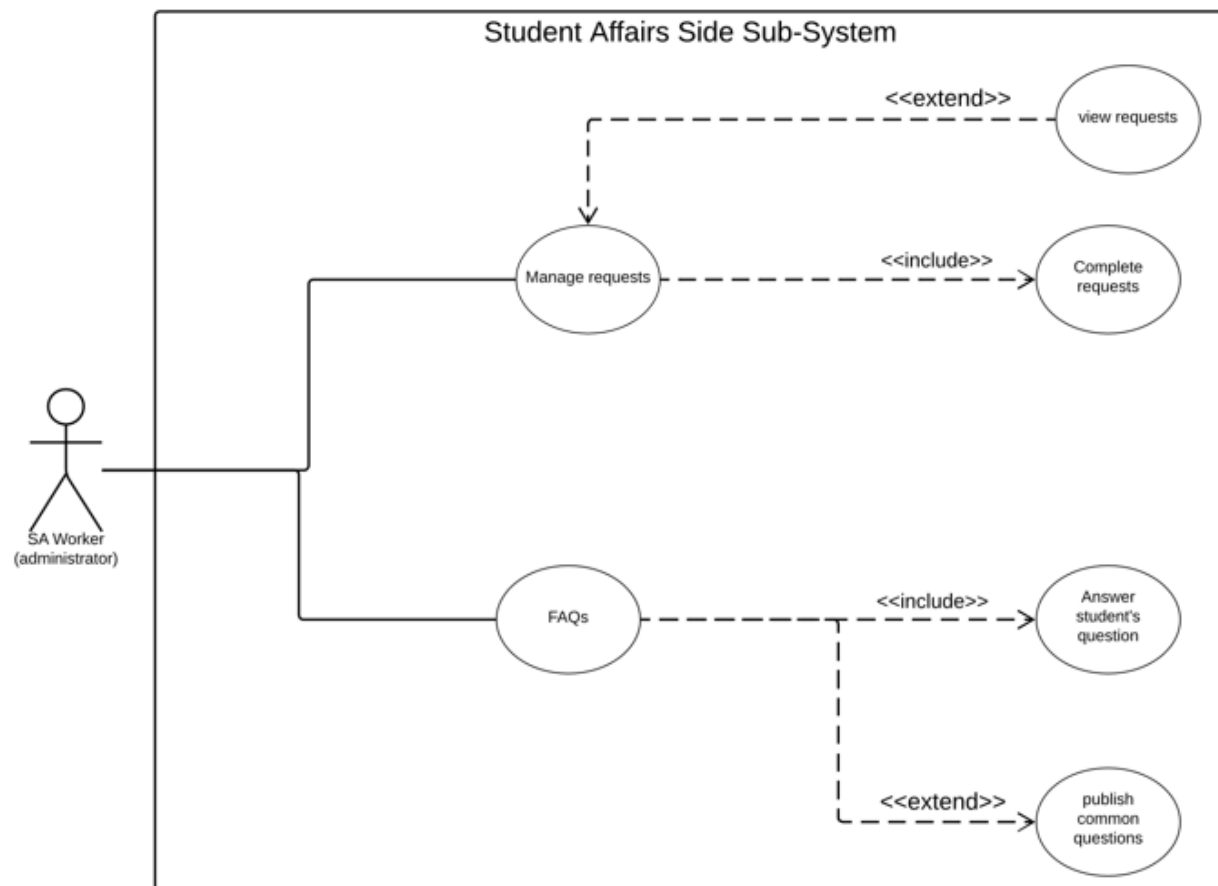 Student Affairs Side Sub-System
<<extend>>
view requests
Manage requests
<<include>>
Complete
requests
SA Worker
(administrator)
FAQs
<<include>>
Answer
student's
question
<<extend>>
publish
common
questions